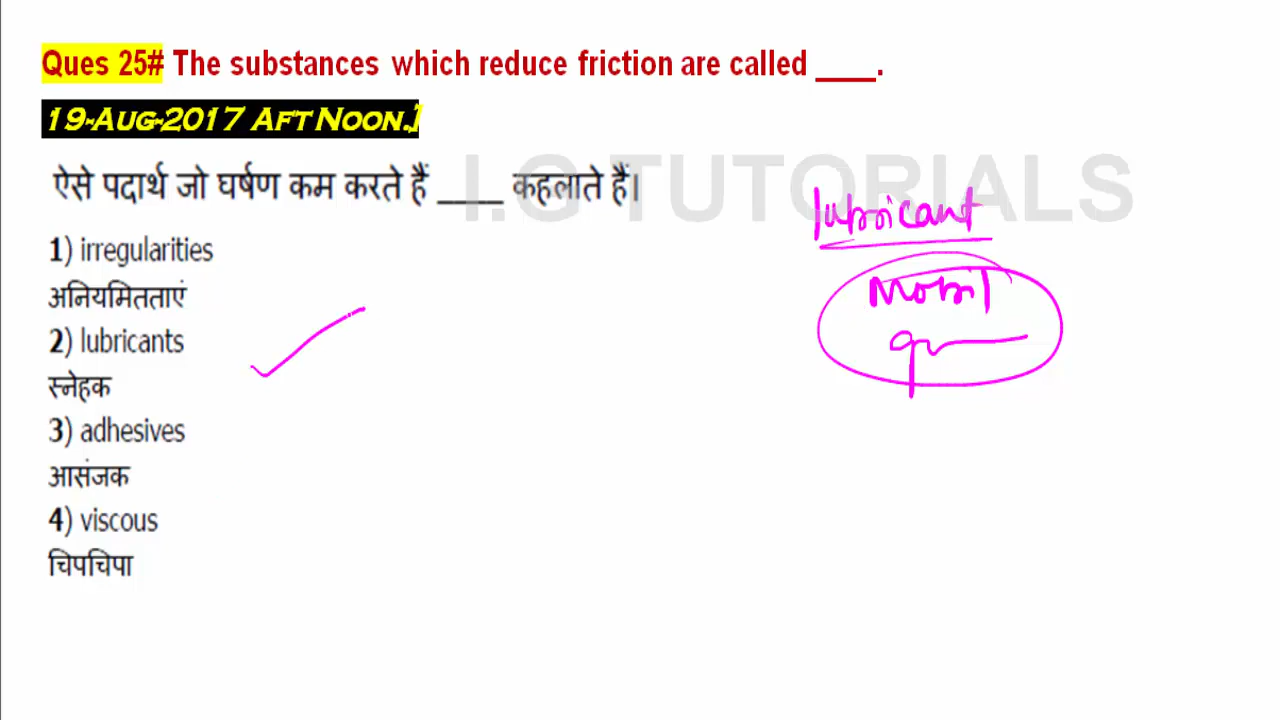 Ques 25# The substances which reduce friction are called ____.
19-Aug-2017 Aft Noon.]
ऐसे पदार्थ जो घर्षण कम करते हैं ____ कहलाते हैं।
I.G TUTORIALS
1) irregularities
अनियमितताएं
2) lubricants
स्नेहक
3) adhesives
आसंजक
4) viscous
चिपचिपा
lubricant
Mobil